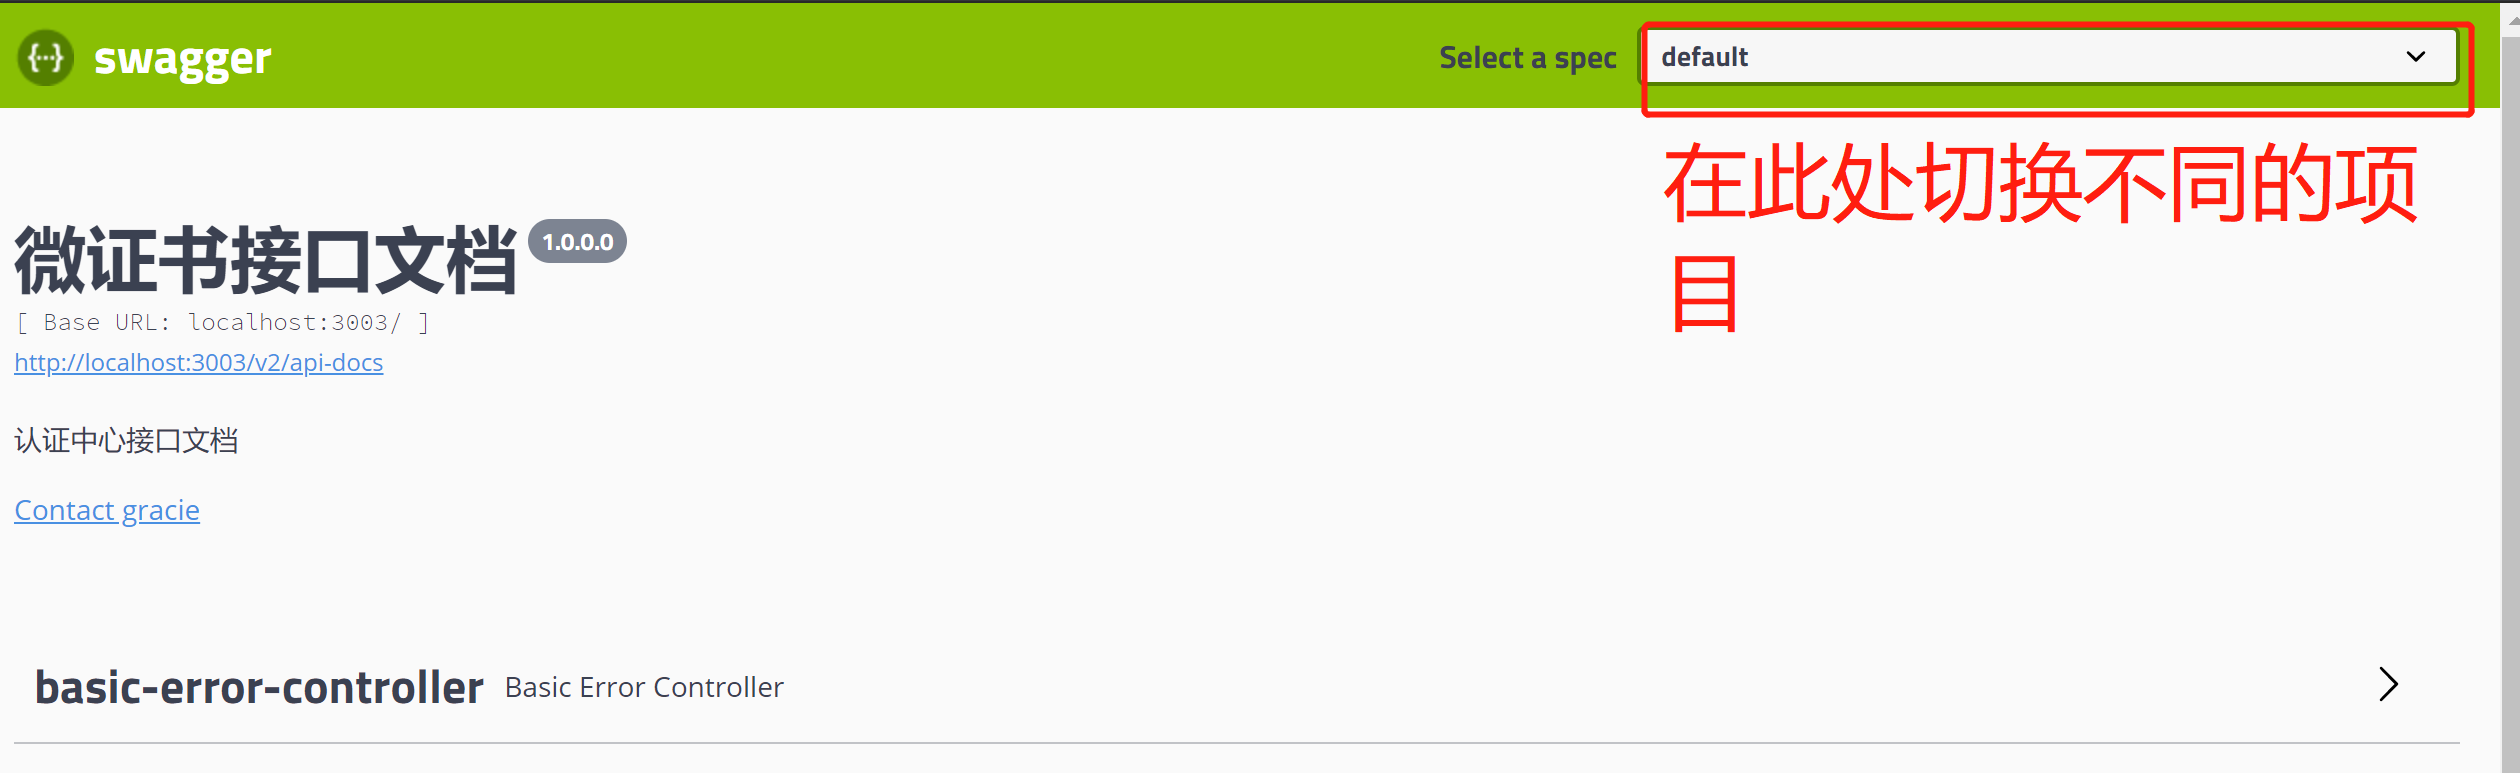 swagger
Select a spec
default
在此处切换不同的项
目
微证书接口文档 1.0.0.0
[ Base URL: localhost:3003/ ]
http://localhost:3003/v2/api-docs
认证中心接口文档
Contact gracie
basic-error-controller Basic Error Controller